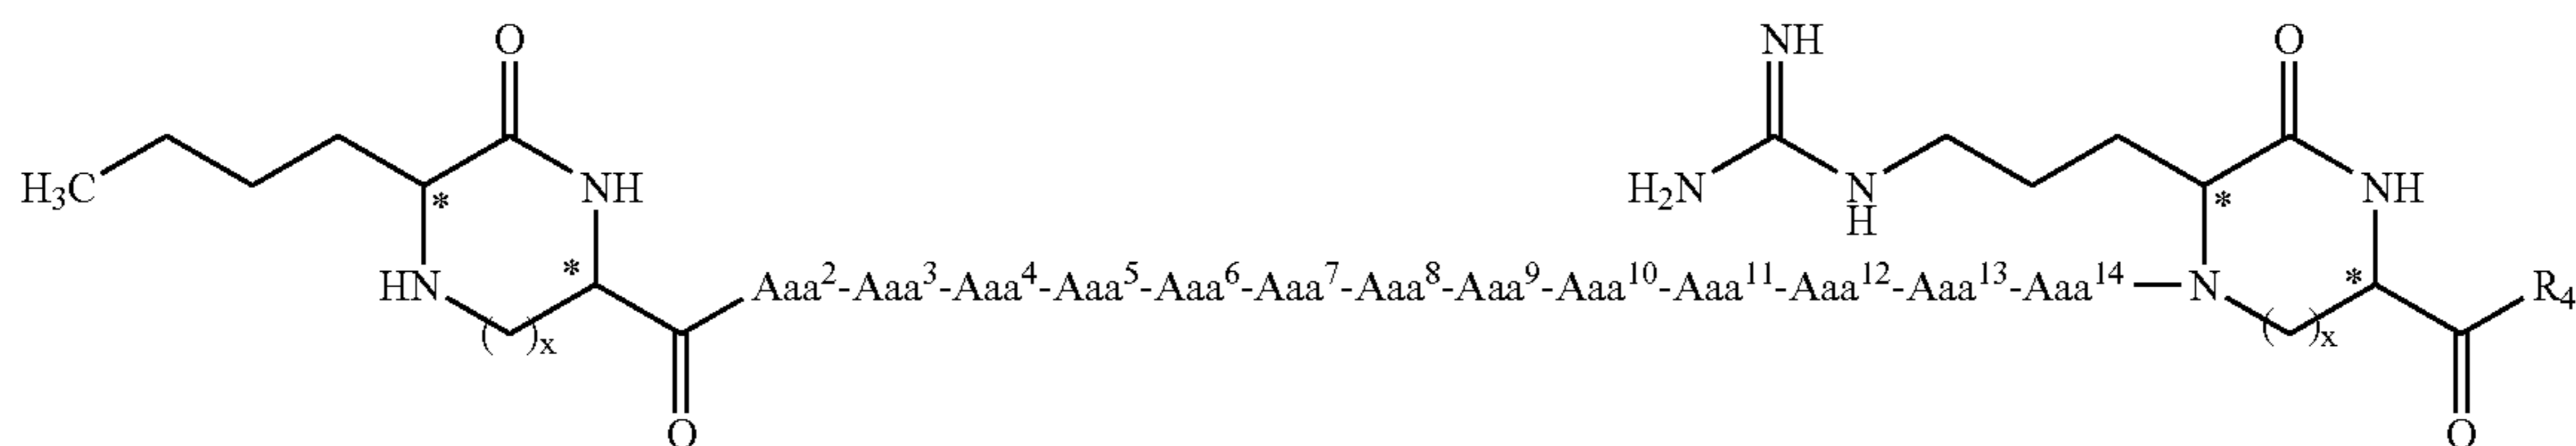 O NH O
H₃C * NH H₂N N H * NH
HN * Aaa²-Aaa³-Aaa⁴-Aaa⁵-Aaa⁶-Aaa⁷-Aaa⁸-Aaa⁹-Aaa¹⁰-Aaa¹¹-Aaa¹²-Aaa¹³-Aaa¹⁴ N * R₄
( )x ( )x
O O